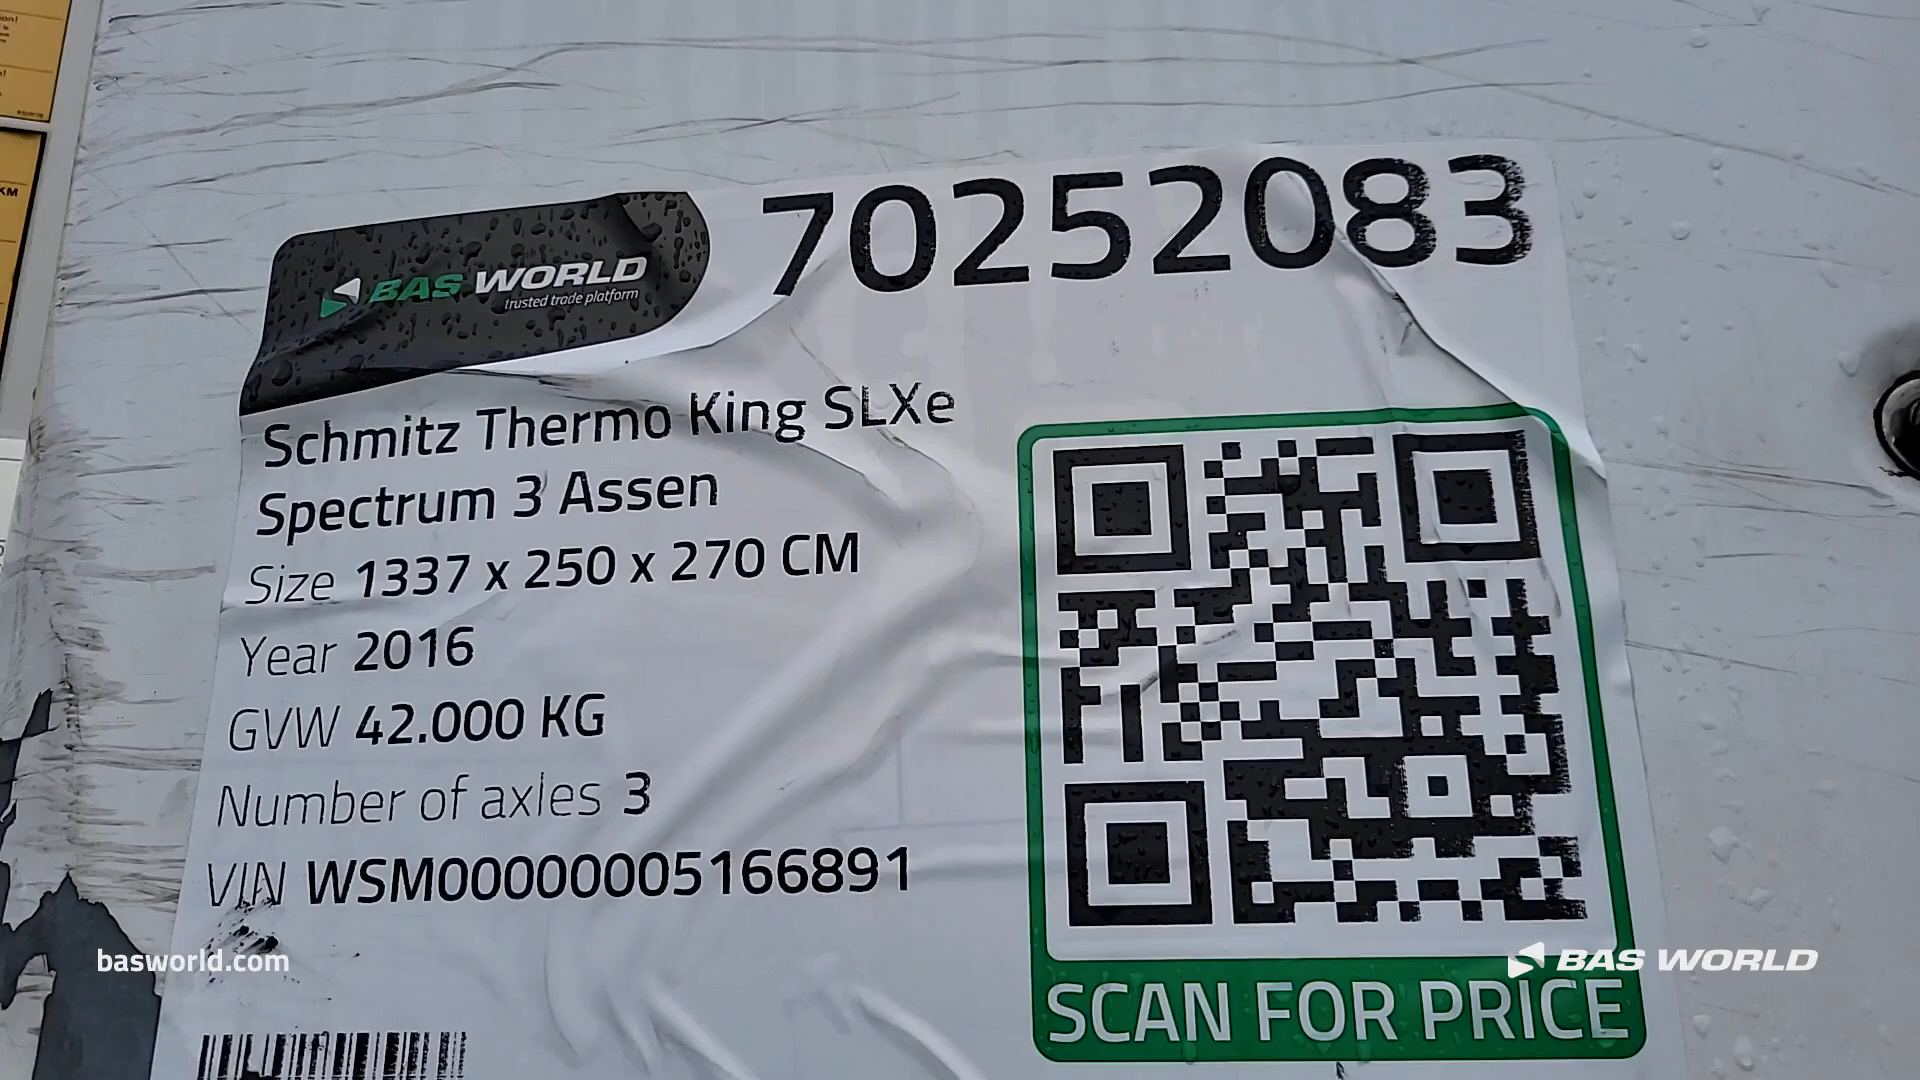 70252083
BAS WORLD
trusted trade platform
Schmitz Thermo King SLXe
Spectrum 3 Assen
Size 1337 x 250 x 270 CM
Year 2016
GVW 42.000 KG
Number of axles 3
VIN WSM00000005166891
SCAN FOR PRICE
basworld.com
BAS WORLD
KM